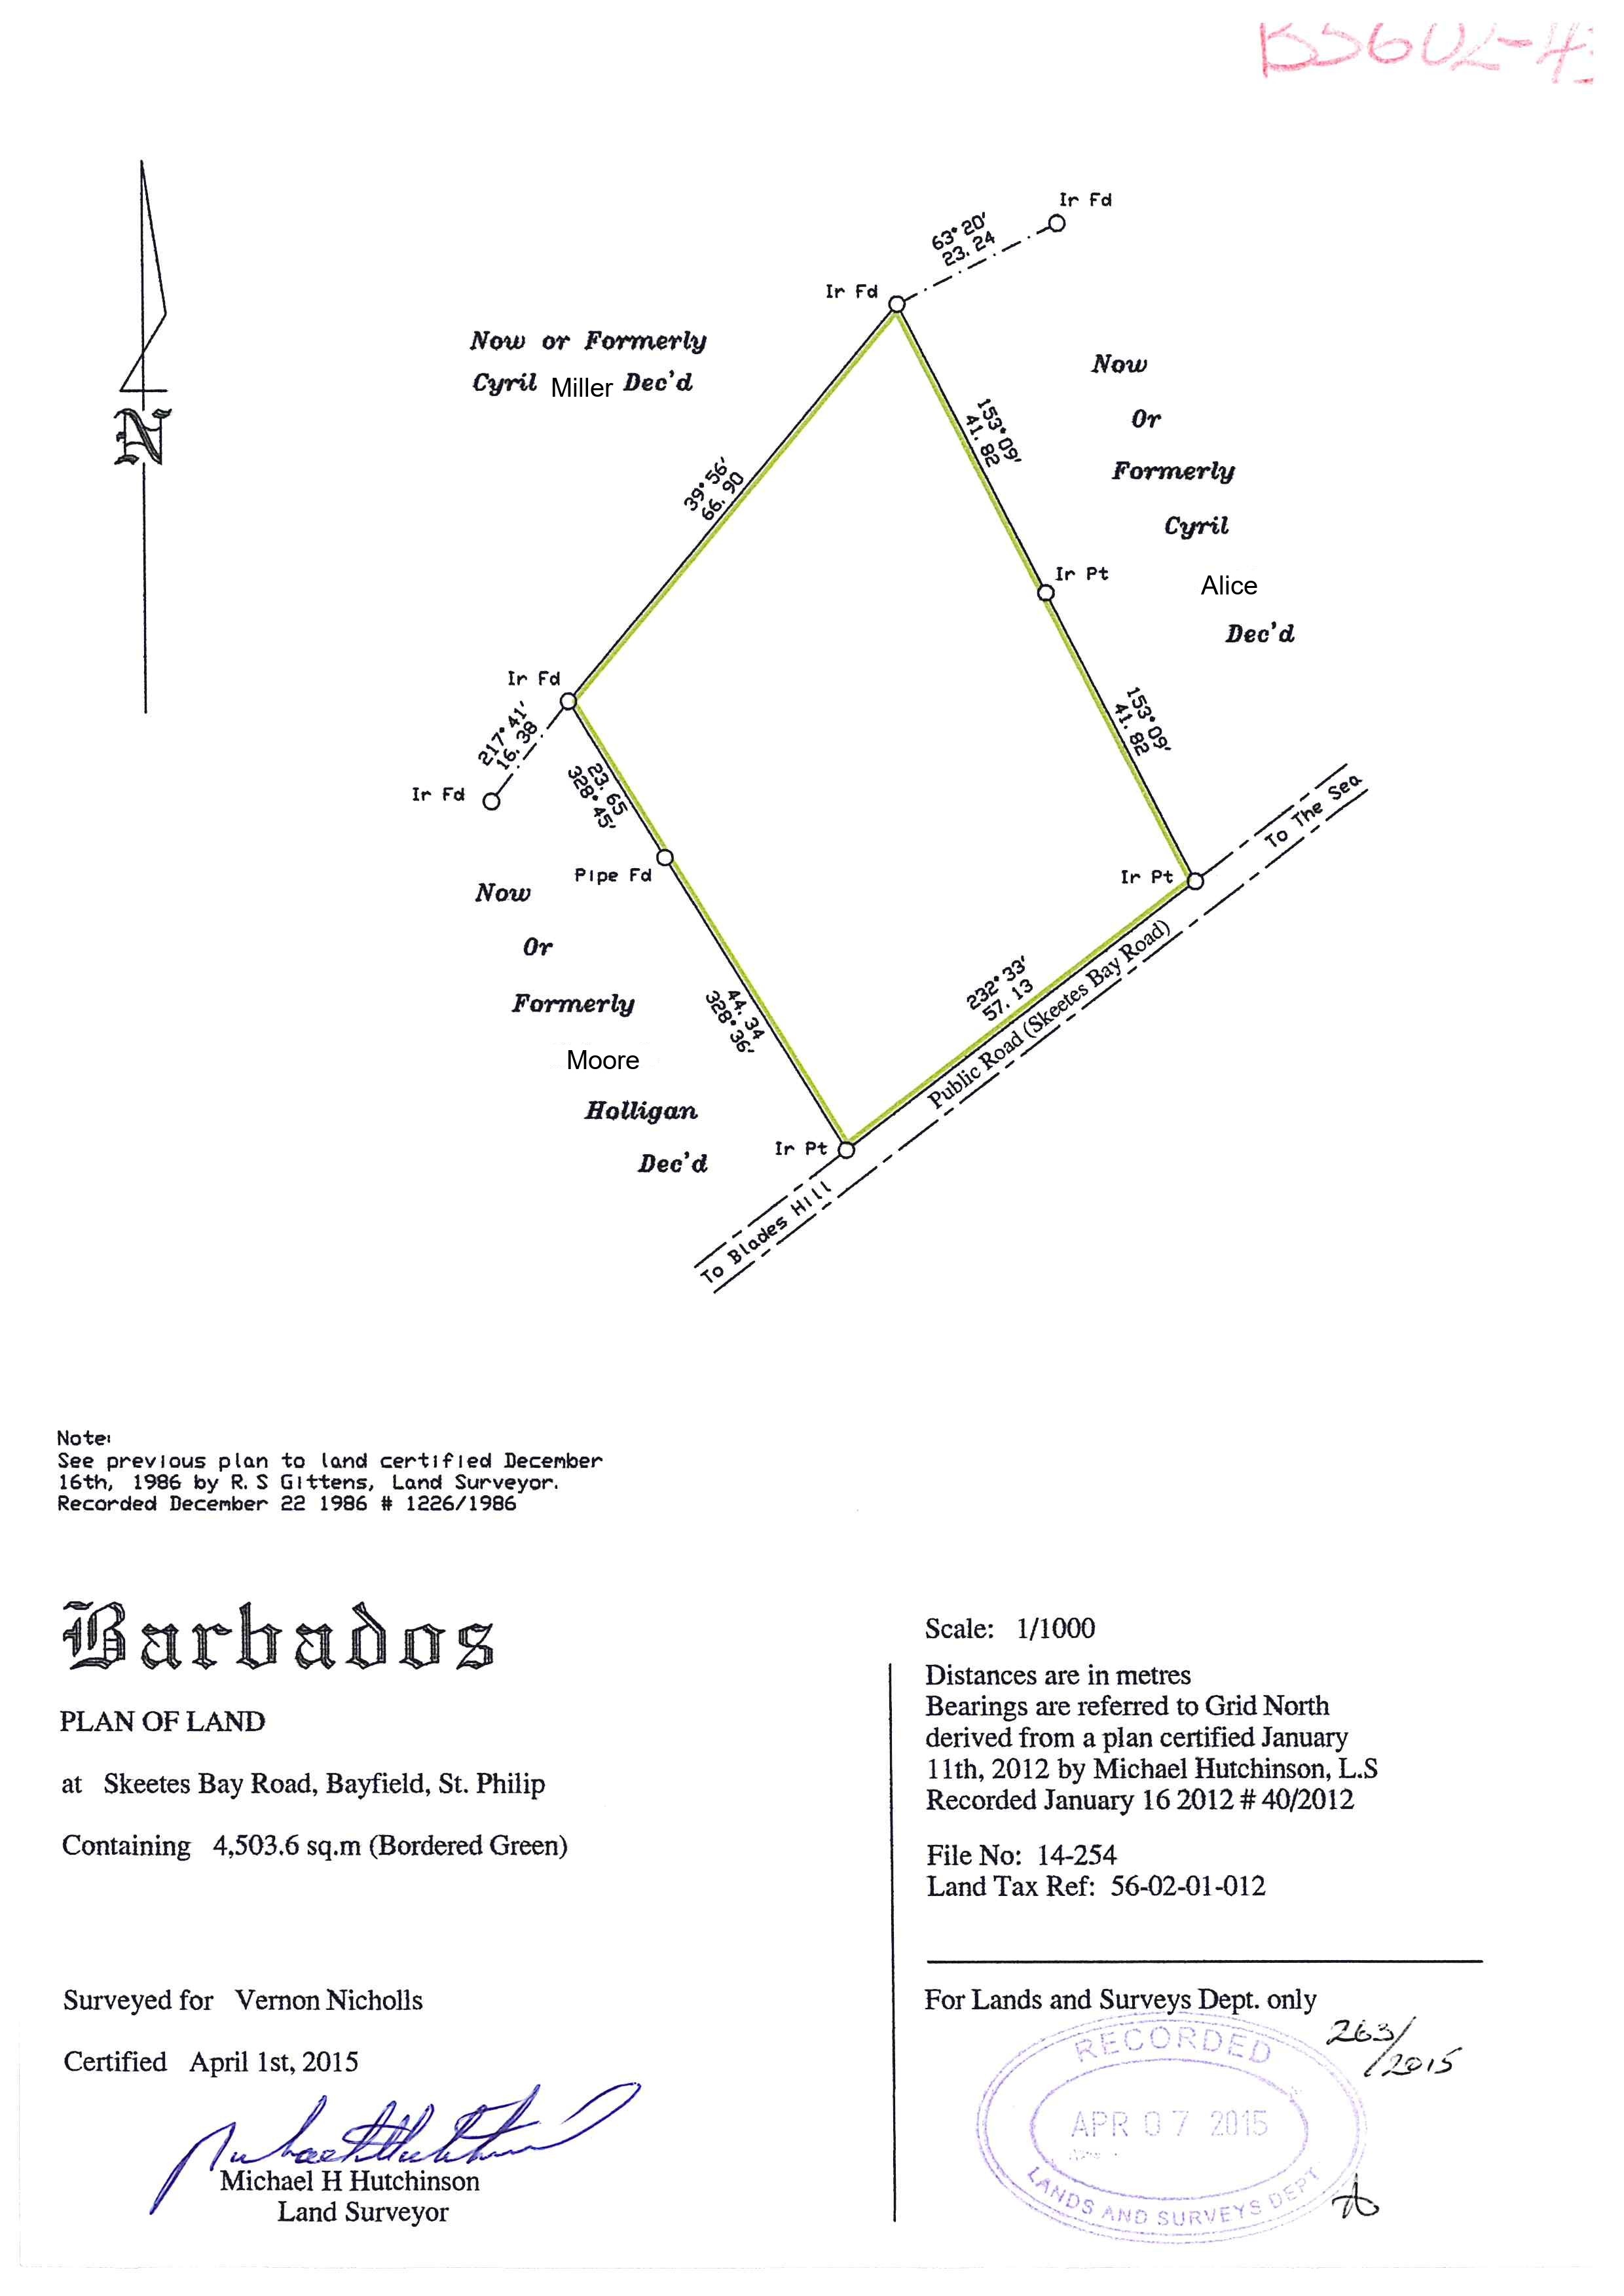 Ir Fd
63°20'
23.24
Ir Fd
Now or Formerly
Cyril Miller Dec'd
Now
Or
Formerly
Cyril
Alice
Dec'd
153°09'
41.82
39°56'
66.90
N
Ir Pt
Ir Fd
153°09'
41.82
217°41'
16.38
Ir Fd
23.65
328°45'
To The Sea
Pipe Fd
Ir Pt
Now
Or
Formerly
Moore
Holligan
Dec'd
232°33'
57.13
Public Road (Skeetes Bay Road)
44.34
328°36'
Ir Pt
To Blades Hill
Note:
See previous plan to land certified December
16th, 1986 by R.S Gittens, Land Surveyor.
Recorded December 22 1986 # 1226/1986
Barbados
PLAN OF LAND
at Skeetes Bay Road, Bayfield, St. Philip
Containing 4,503.6 sq.m (Bordered Green)
Surveyed for Vernon Nicholls
Certified April 1st, 2015
Michael H Hutchinson
Land Surveyor
Scale: 1/1000
Distances are in metres
Bearings are referred to Grid North
derived from a plan certified January
11th, 2012 by Michael Hutchinson, L.S
Recorded January 16 2012 # 40/2012
File No: 14-254
Land Tax Ref: 56-02-01-012
For Lands and Surveys Dept. only
263/2015
RECORDED
APR 07 2015
LANDS AND SURVEYS DEPT